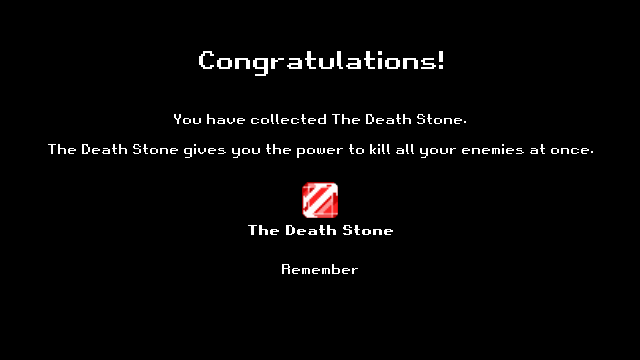 Congratulations!
You have collected The Death Stone.
The Death Stone gives you the power to kill all your enemies at once.
The Death Stone
Remember